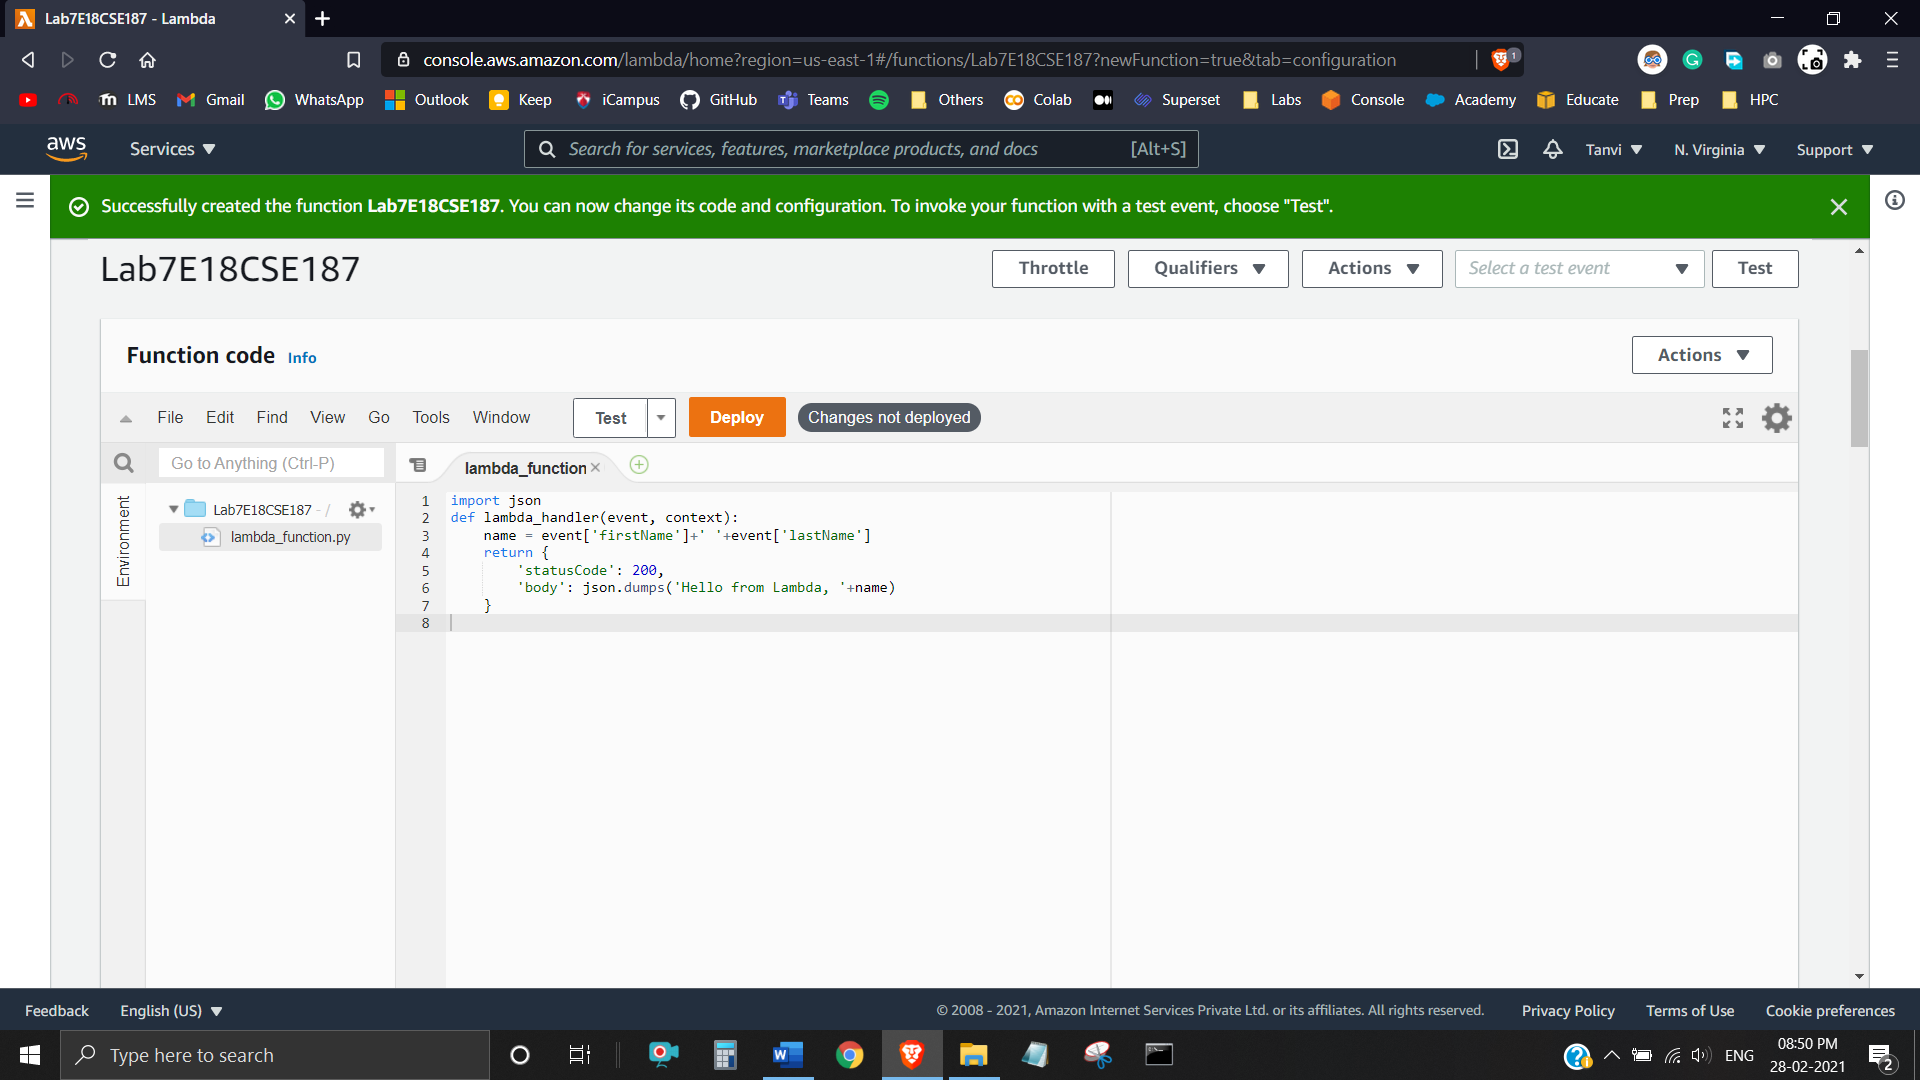 Lab7E18CSE187 - Lambda
console.aws.amazon.com/lambda/home?region=us-east-1#/functions/Lab7E18CSE187?newFunction=true&tab=configuration
1
LMS Gmail WhatsApp Outlook Keep iCampus GitHub Teams Others Colab Superset Labs Console Academy Educate Prep HPC
aws Services Search for services, features, marketplace products, and docs [Alt+S] Tanvi N. Virginia Support
Successfully created the function Lab7E18CSE187. You can now change its code and configuration. To invoke your function with a test event, choose "Test".
Lab7E18CSE187 Throttle Qualifiers Actions Select a test event Test
Function code Info Actions
File Edit Find View Go Tools Window Test Deploy Changes not deployed
Go to Anything (Ctrl-P) lambda_function
Environment
Lab7E18CSE187 - /
lambda_function.py
1 import json
2 def lambda_handler(event, context):
3 name = event['firstName']+' '+event['lastName']
4 return {
5 'statusCode': 200,
6 'body': json.dumps('Hello from Lambda, '+name)
7 }
8
Feedback English (US) © 2008 - 2021, Amazon Internet Services Private Ltd. or its affiliates. All rights reserved. Privacy Policy Terms of Use Cookie preferences
Type here to search ENG 08:50 PM
28-02-2021 2